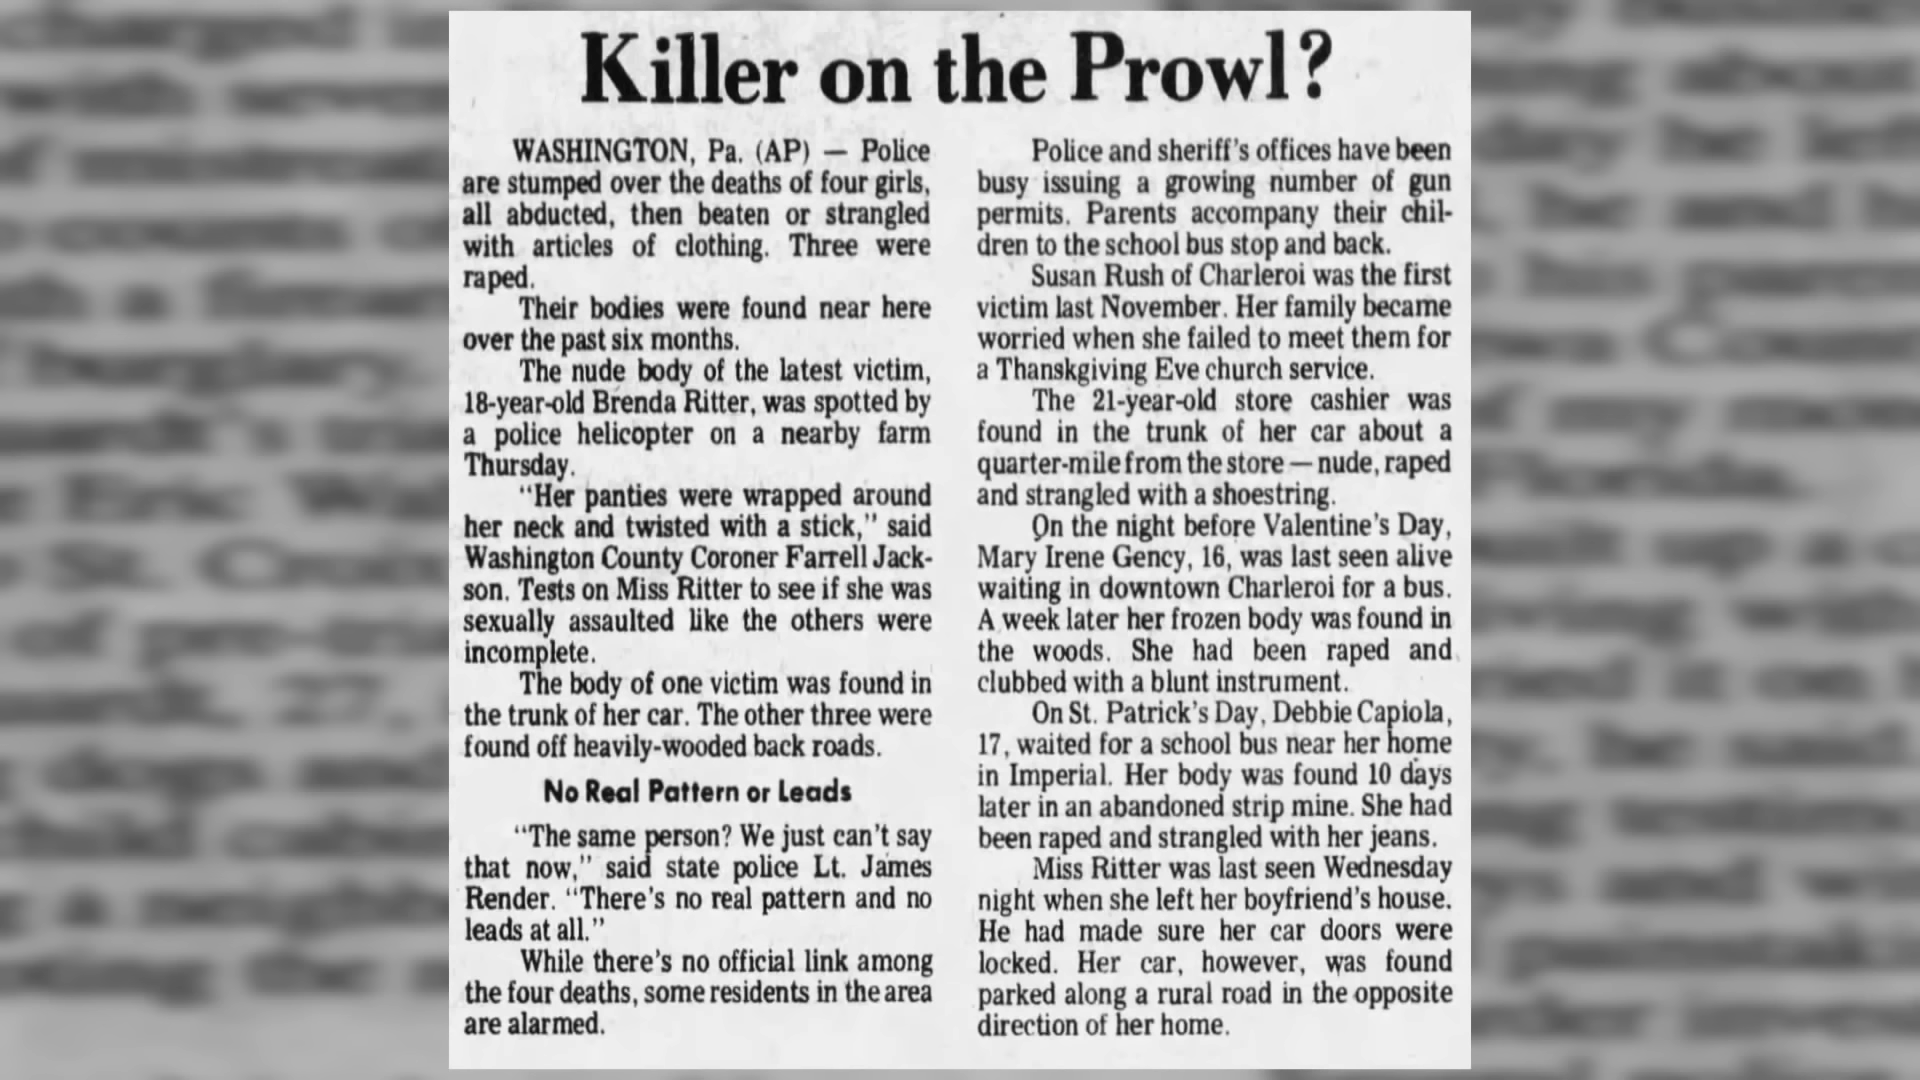 Killer on the Prowl?
WASHINGTON, Pa. (AP) — Police
are stumped over the deaths of four girls,
all abducted, then beaten or strangled
with articles of clothing. Three were
raped.
Their bodies were found near here
over the past six months.
The nude body of the latest victim,
18-year-old Brenda Ritter, was spotted by
a police helicopter on a nearby farm
Thursday.
"Her panties were wrapped around
her neck and twisted with a stick," said
Washington County Coroner Farrell Jack-
son. Tests on Miss Ritter to see if she was
sexually assaulted like the others were
incomplete.
The body of one victim was found in
the trunk of her car. The other three were
found off heavily-wooded back roads.
No Real Pattern or Leads
"The same person? We just can't say
that now," said state police Lt. James
Render. "There's no real pattern and no
leads at all."
While there's no official link among
the four deaths, some residents in the area
are alarmed.
Police and sheriff's offices have been
busy issuing a growing number of gun
permits. Parents accompany their chil-
dren to the school bus stop and back.
Susan Rush of Charleroi was the first
victim last November. Her family became
worried when she failed to meet them for
a Thanskgiving Eve church service.
The 21-year-old store cashier was
found in the trunk of her car about a
quarter-mile from the store — nude, raped
and strangled with a shoestring.
On the night before Valentine's Day,
Mary Irene Gency, 16, was last seen alive
waiting in downtown Charleroi for a bus.
A week later her frozen body was found in
the woods. She had been raped and
clubbed with a blunt instrument.
On St. Patrick's Day, Debbie Capiola,
17, waited for a school bus near her home
in Imperial. Her body was found 10 days
later in an abandoned strip mine. She had
been raped and strangled with her jeans.
Miss Ritter was last seen Wednesday
night when she left her boyfriend's house.
He had made sure her car doors were
locked. Her car, however, was found
parked along a rural road in the opposite
direction of her home.